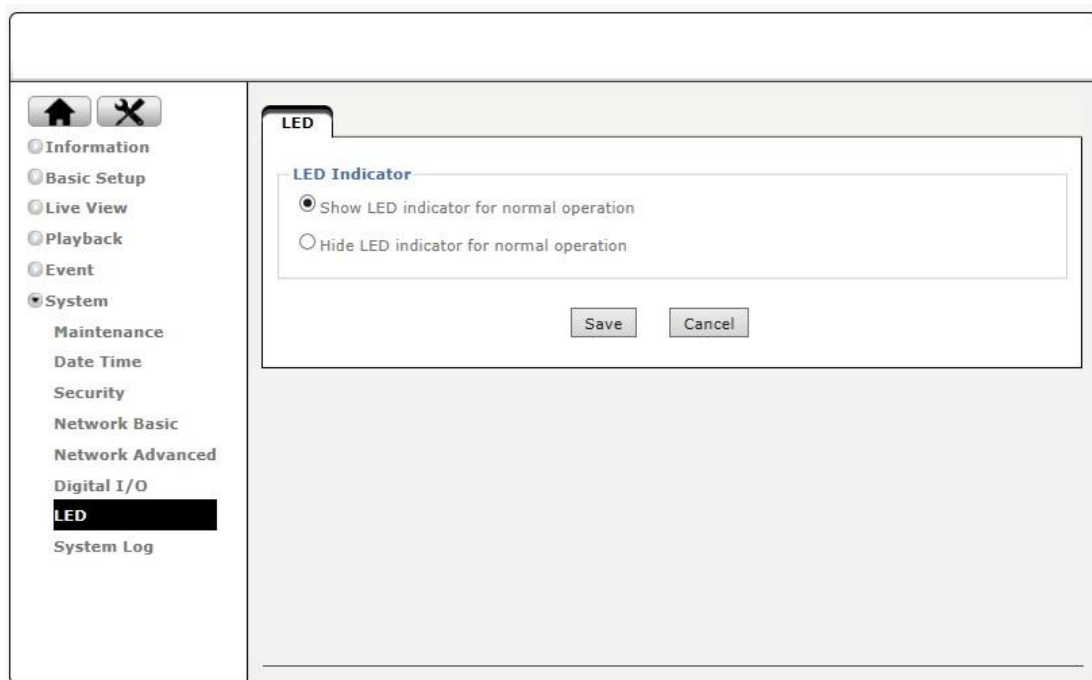 Information
Basic Setup
Live View
Playback
Event
System
Maintenance
Date Time
Security
Network Basic
Network Advanced
Digital I/O
LED
System Log
LED
LED Indicator
Show LED indicator for normal operation
Hide LED indicator for normal operation
Save Cancel